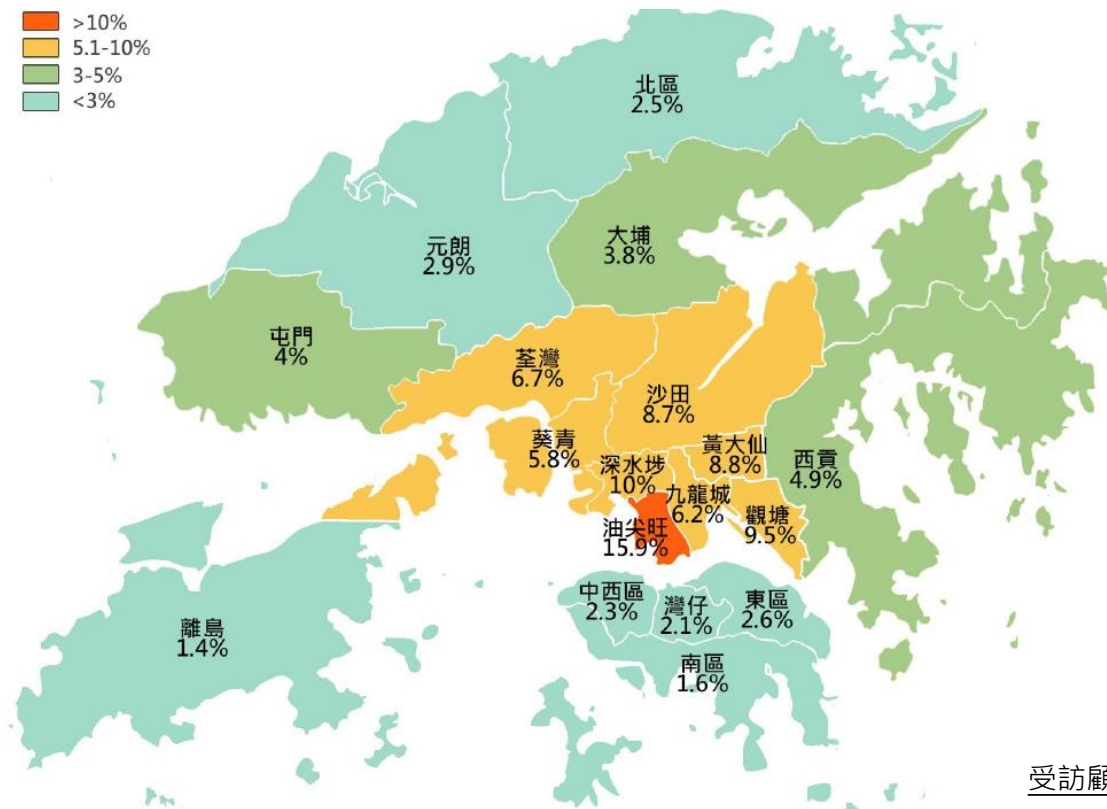 >10%
5.1-10%
3-5%
<3%
北區
2.5%
元朗
2.9%
大埔
3.8%
屯門
4%
荃灣
6.7%
沙田
8.7%
葵青
5.8%
黃大仙
8.8%
深水埗
10%
西貢
4.9%
九龍城
6.2%
觀塘
9.5%
油尖旺
15.9%
中西區
2.3%
灣仔
2.1%
東區
2.6%
離島
1.4%
南區
1.6%
受訪顧